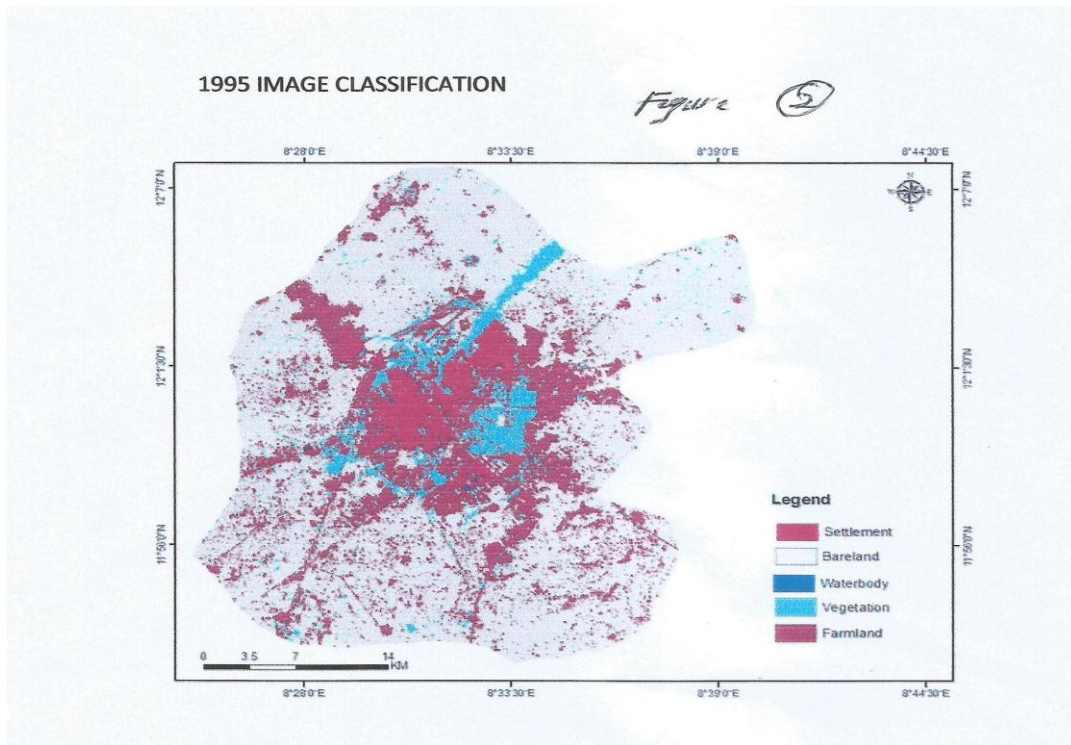 1995 IMAGE CLASSIFICATION
Figure 5
8°28'0"E 8°33'30"E 8°39'0"E 8°44'30"E
N
E
S
12°7'0"N 12°7'0"N
12°1'30"N 12°1'30"N
11°56'0"N 11°56'0"N
Legend
Settlement
Bareland
Waterbody
Vegetation
Farmland
0 3.5 7 14
KM
8°28'0"E 8°33'30"E 8°39'0"E 8°44'30"E